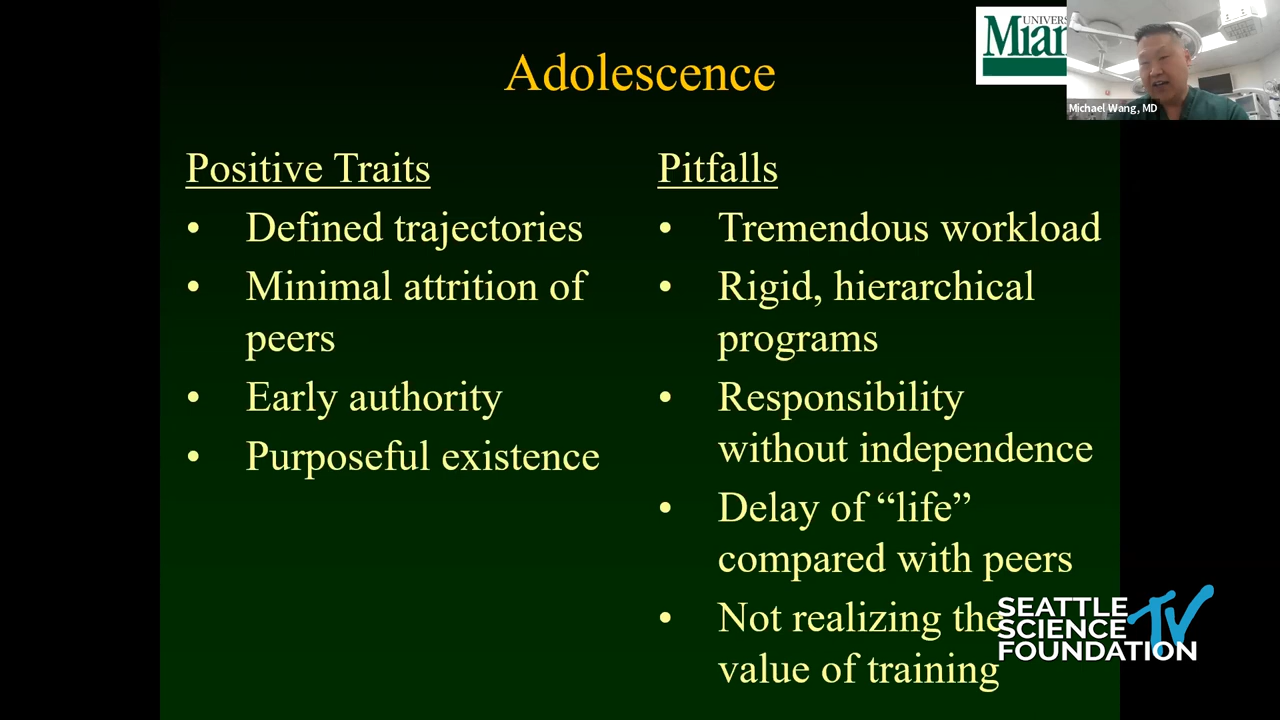 Adolescence
UNIVERS
Miam
Michael Wang, MD
Positive Traits
• Defined trajectories
• Minimal attrition of
peers
• Early authority
• Purposeful existence
Pitfalls
• Tremendous workload
• Rigid, hierarchical
programs
• Responsibility
without independence
• Delay of “life”
compared with peers
• Not realizing the
value of training
SEATTLE
SCIENCE
FOUNDATION
TV